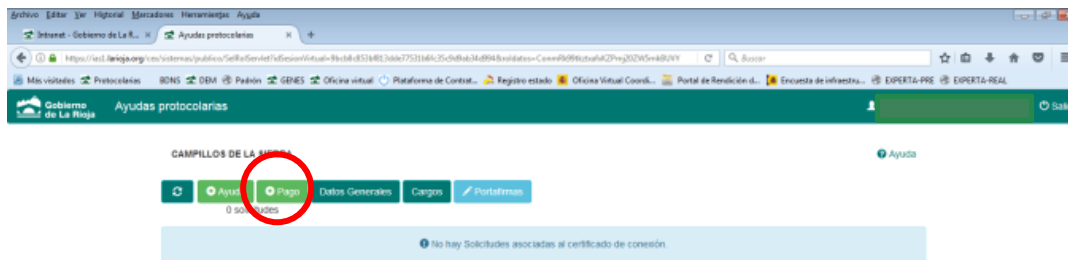 Archivo Editar Ver Historial Marcadores Herramientas Ayuda
Intranet - Gobierno de La R... × Ayudas protocolarias × +
Buscar
Más visitados Protocolarias BDNS DEM Padrón GENES Oficina virtual Plataforma de Contrat... Registro estado Oficina Virtual Coordi... Portal de Rendición d... Encuesta de infraestru... EXPERTA-PRE EXPERTA-REAL
Gobierno de La Rioja Ayudas protocolarias Sali
CAMPILLOS DE LA SIERRA Ayuda
Ayuda Pago Datos Generales Cargos Portafirmas
0 solicitudes
No hay Solicitudes asociadas al certificado de conexión.